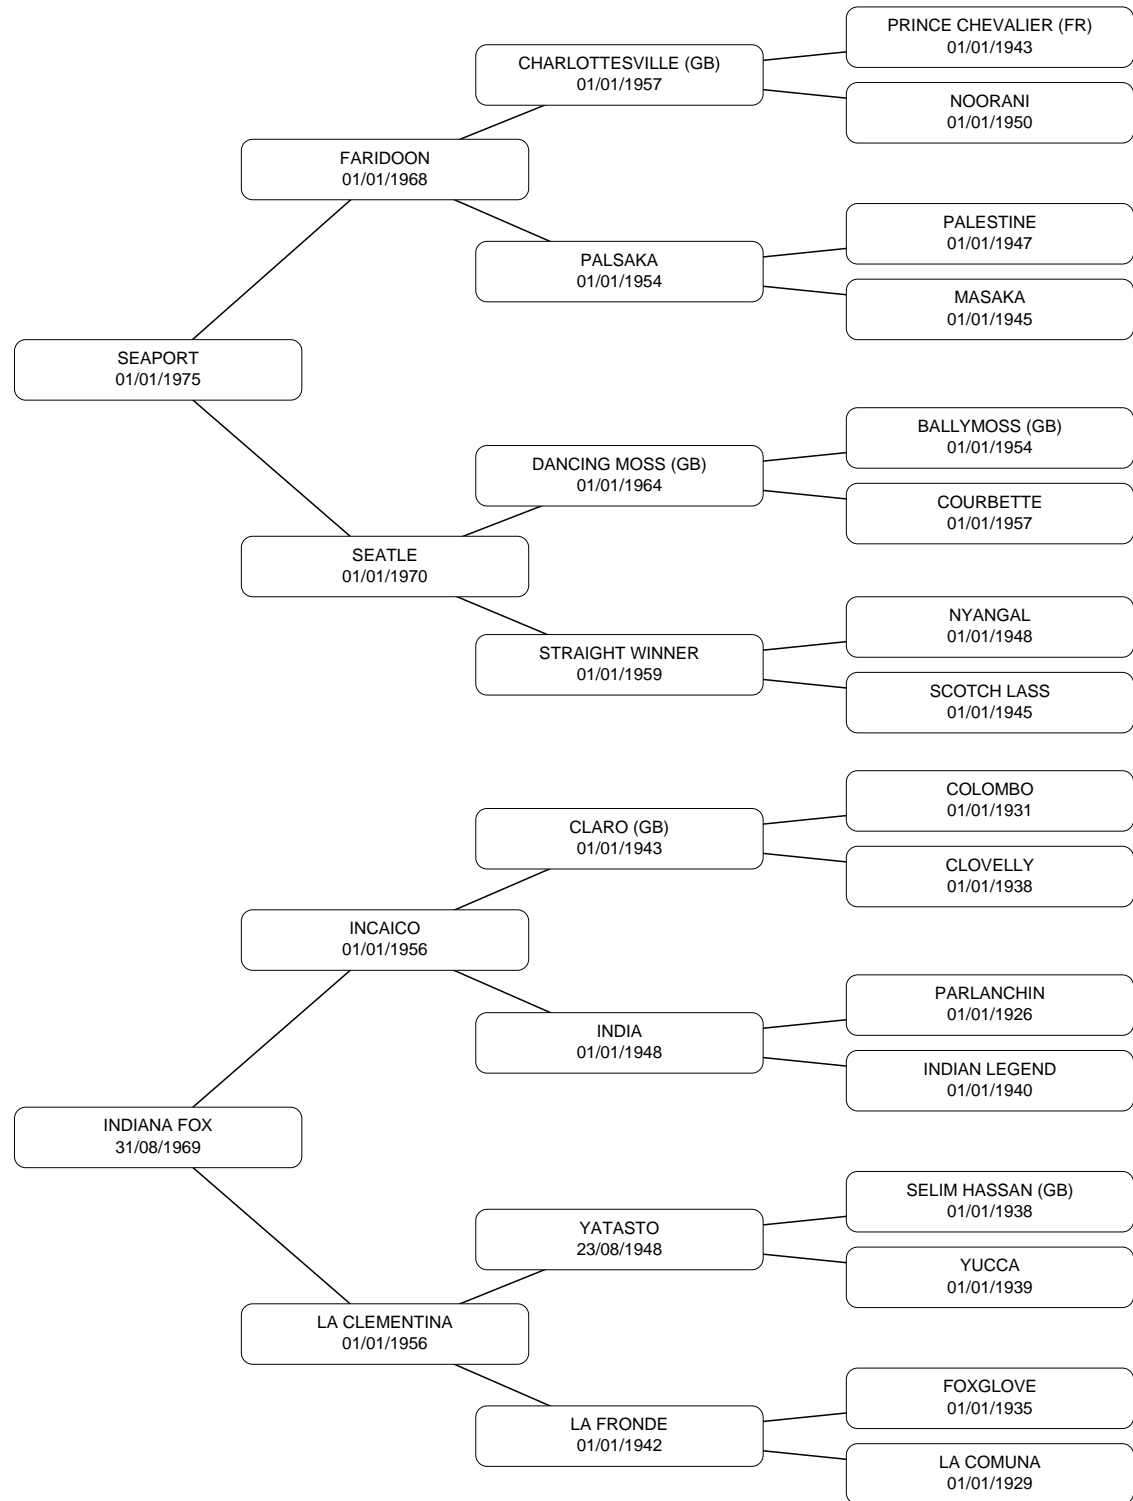 PRINCE CHEVALIER (FR)
01/01/1943
CHARLOTTESVILLE (GB)
01/01/1957
NOORANI
01/01/1950
FARIDOON
01/01/1968
PALESTINE
01/01/1947
PALSAKA
01/01/1954
MASAKA
01/01/1945
SEAPORT
01/01/1975
BALLYMOSS (GB)
01/01/1954
DANCING MOSS (GB)
01/01/1964
COURBETTE
01/01/1957
SEATLE
01/01/1970
NYANGAL
01/01/1948
STRAIGHT WINNER
01/01/1959
SCOTCH LASS
01/01/1945
COLOMBO
01/01/1931
CLARO (GB)
01/01/1943
CLOVELLY
01/01/1938
INCAICO
01/01/1956
PARLANCHIN
01/01/1926
INDIA
01/01/1948
INDIAN LEGEND
01/01/1940
INDIANA FOX
31/08/1969
SELIM HASSAN (GB)
01/01/1938
YATASTO
23/08/1948
YUCCA
01/01/1939
LA CLEMENTINA
01/01/1956
FOXGLOVE
01/01/1935
LA FRONDE
01/01/1942
LA COMUNA
01/01/1929